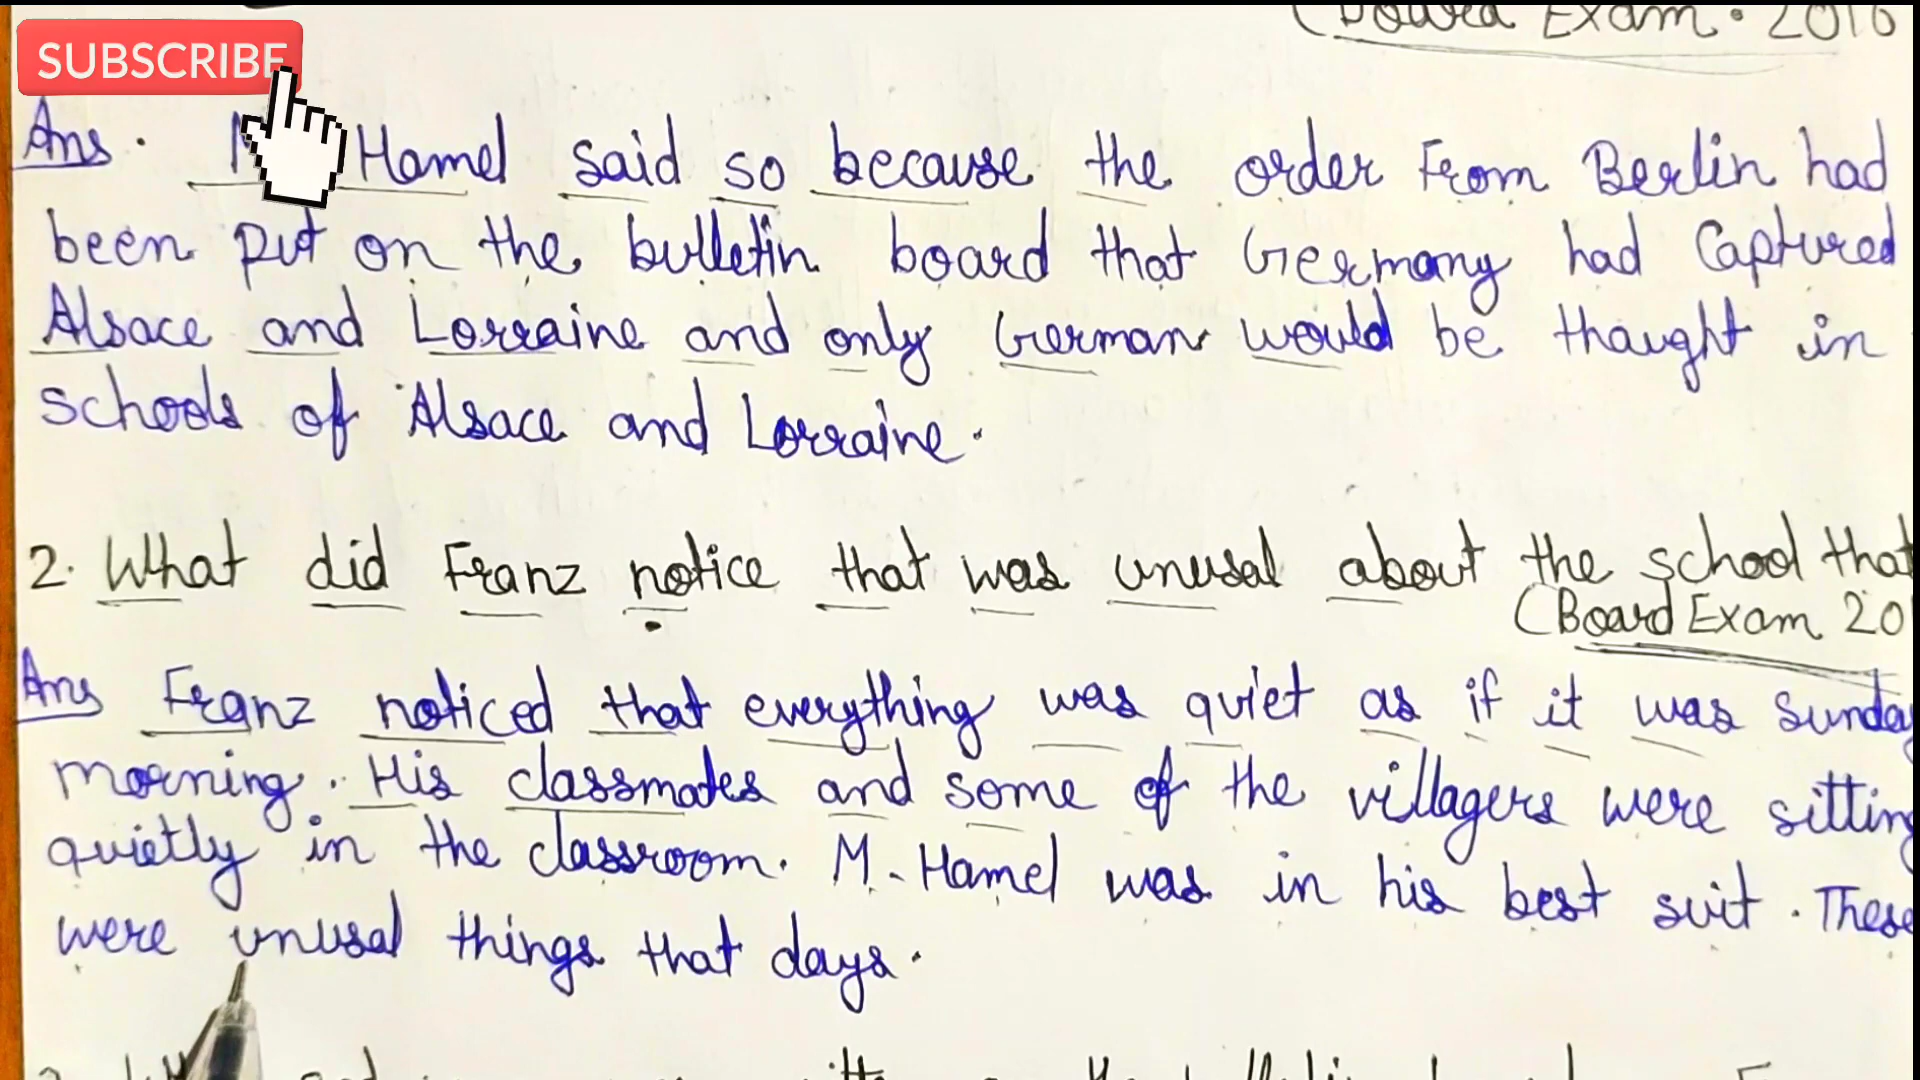 (Board Exam. 2016
SUBSCRIBE
Ans. M Hamel said so because the order From Berlin had
been put on the bulletin board that Germany had Captured
Alsace and Lorraine and only German would be thaught in
schools of Alsace and Lorraine.
2. What did Franz notice that was unusal about the school that
(Board Exam 20
Ans Franz noticed that everything was quiet as if it was Sunday
morning. His classmates and some of the villagers were sitting
quietly in the classroom. M. Hamel was in his best suit. These
were unusal things that days.